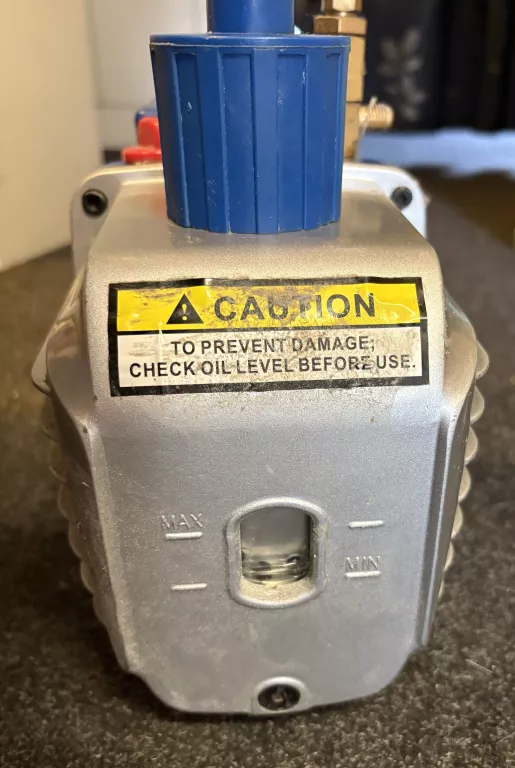 CAUTION
TO PREVENT DAMAGE;
CHECK OIL LEVEL BEFORE USE.
MAX
MIN